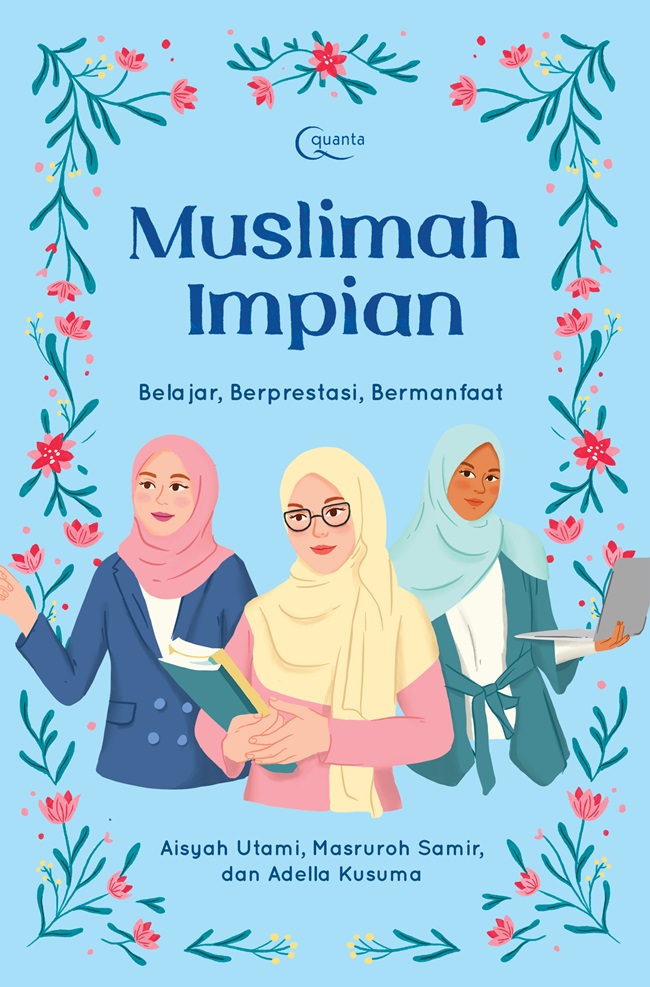 quanta
Muslimah
Impian
Belajar, Berprestasi, Bermanfaat
Aisyah Utami, Masruroh Samir,
dan Adella Kusuma